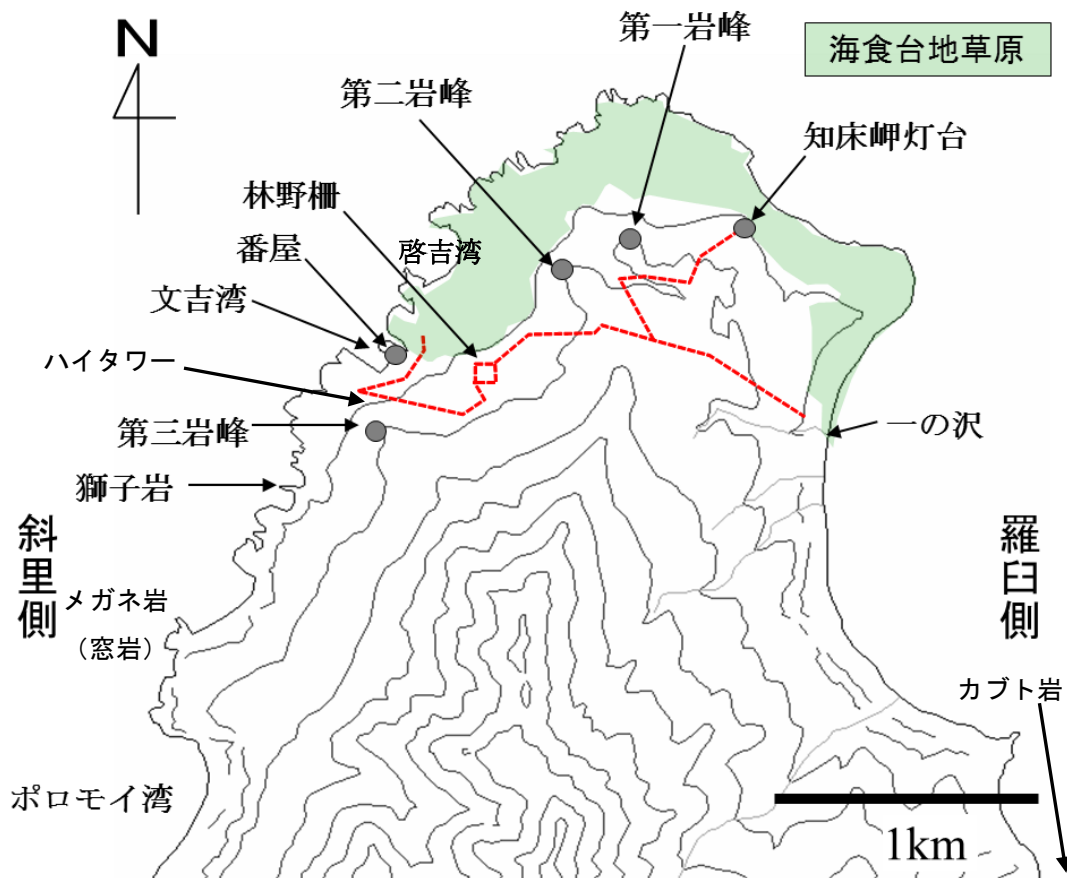 N
第一岩峰
海食台地草原
第二岩峰
知床岬灯台
林野柵
番屋
啓吉湾
文吉湾
ハイタワー
第三岩峰
一の沢
獅子岩
斜里側
羅臼側
メガネ岩
（窓岩）
カブト岩
ポロモイ湾
1km